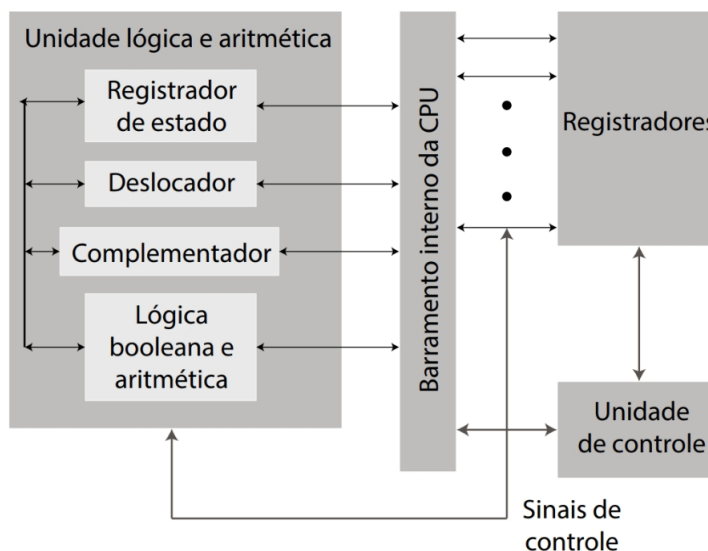 Unidade lógica e aritmética
Registrador
de estado
Deslocador
Complementador
Lógica
booleana e
aritmética
Barramento interno da CPU
Registradores
Unidade
de controle
Sinais de
controle